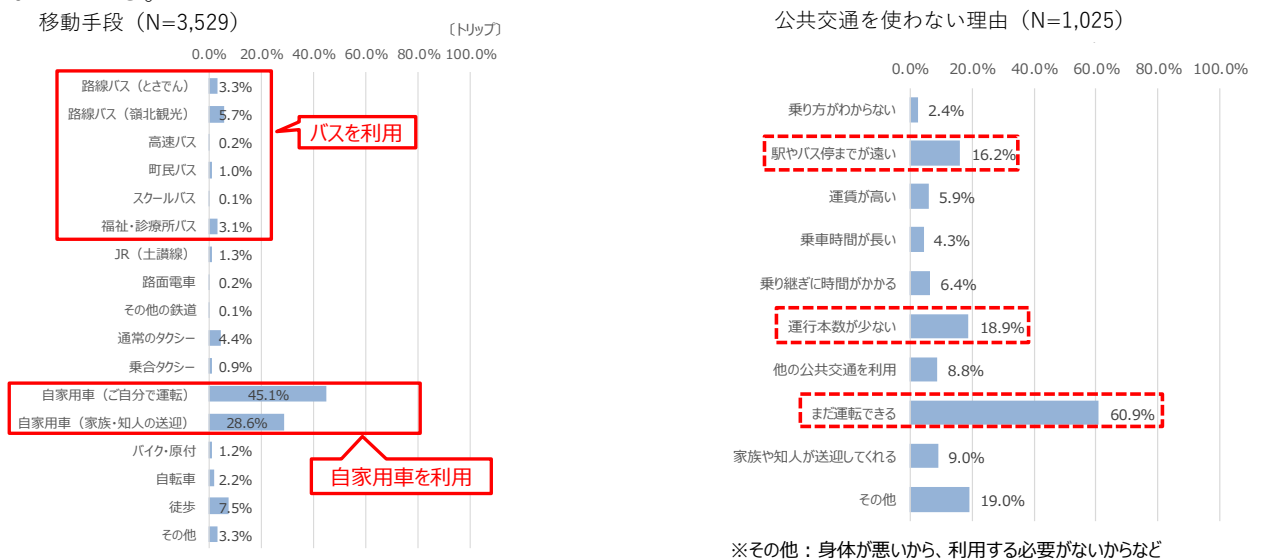 移動手段（N=3,529）
〔トリップ〕
0.0% 20.0% 40.0% 60.0% 80.0% 100.0%
路線バス（とさでん） 3.3%
路線バス（嶺北観光） 5.7%
高速バス 0.2%
町民バス 1.0%
スクールバス 0.1%
福祉・診療所バス 3.1%
JR（土讃線） 1.3%
路面電車 0.2%
その他の鉄道 0.1%
通常のタクシー 4.4%
乗合タクシー 0.9%
自家用車（ご自分で運転） 45.1%
自家用車（家族・知人の送迎） 28.6%
バイク・原付 1.2%
自転車 2.2%
徒歩 7.5%
その他 3.3%
バスを利用
自家用車を利用
公共交通を使わない理由（N=1,025）
0.0% 20.0% 40.0% 60.0% 80.0% 100.0%
乗り方がわからない 2.4%
駅やバス停までが遠い 16.2%
運賃が高い 5.9%
乗車時間が長い 4.3%
乗り継ぎに時間がかかる 6.4%
運行本数が少ない 18.9%
他の公共交通を利用 8.8%
まだ運転できる 60.9%
家族や知人が送迎してくれる 9.0%
その他 19.0%
※その他：身体が悪いから、利用する必要がないからなど